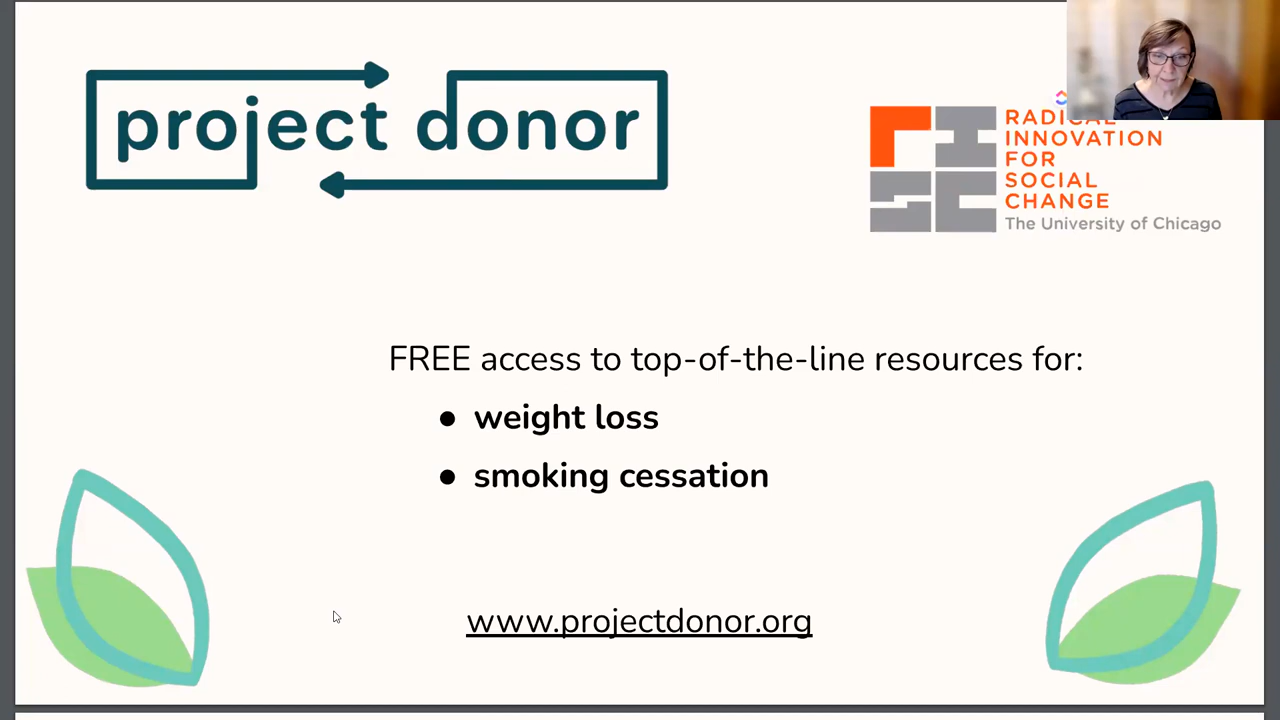 project donor
RADICAL
INNOVATION
FOR
SOCIAL
CHANGE
The University of Chicago
FREE access to top-of-the-line resources for:
● weight loss
● smoking cessation
www.projectdonor.org